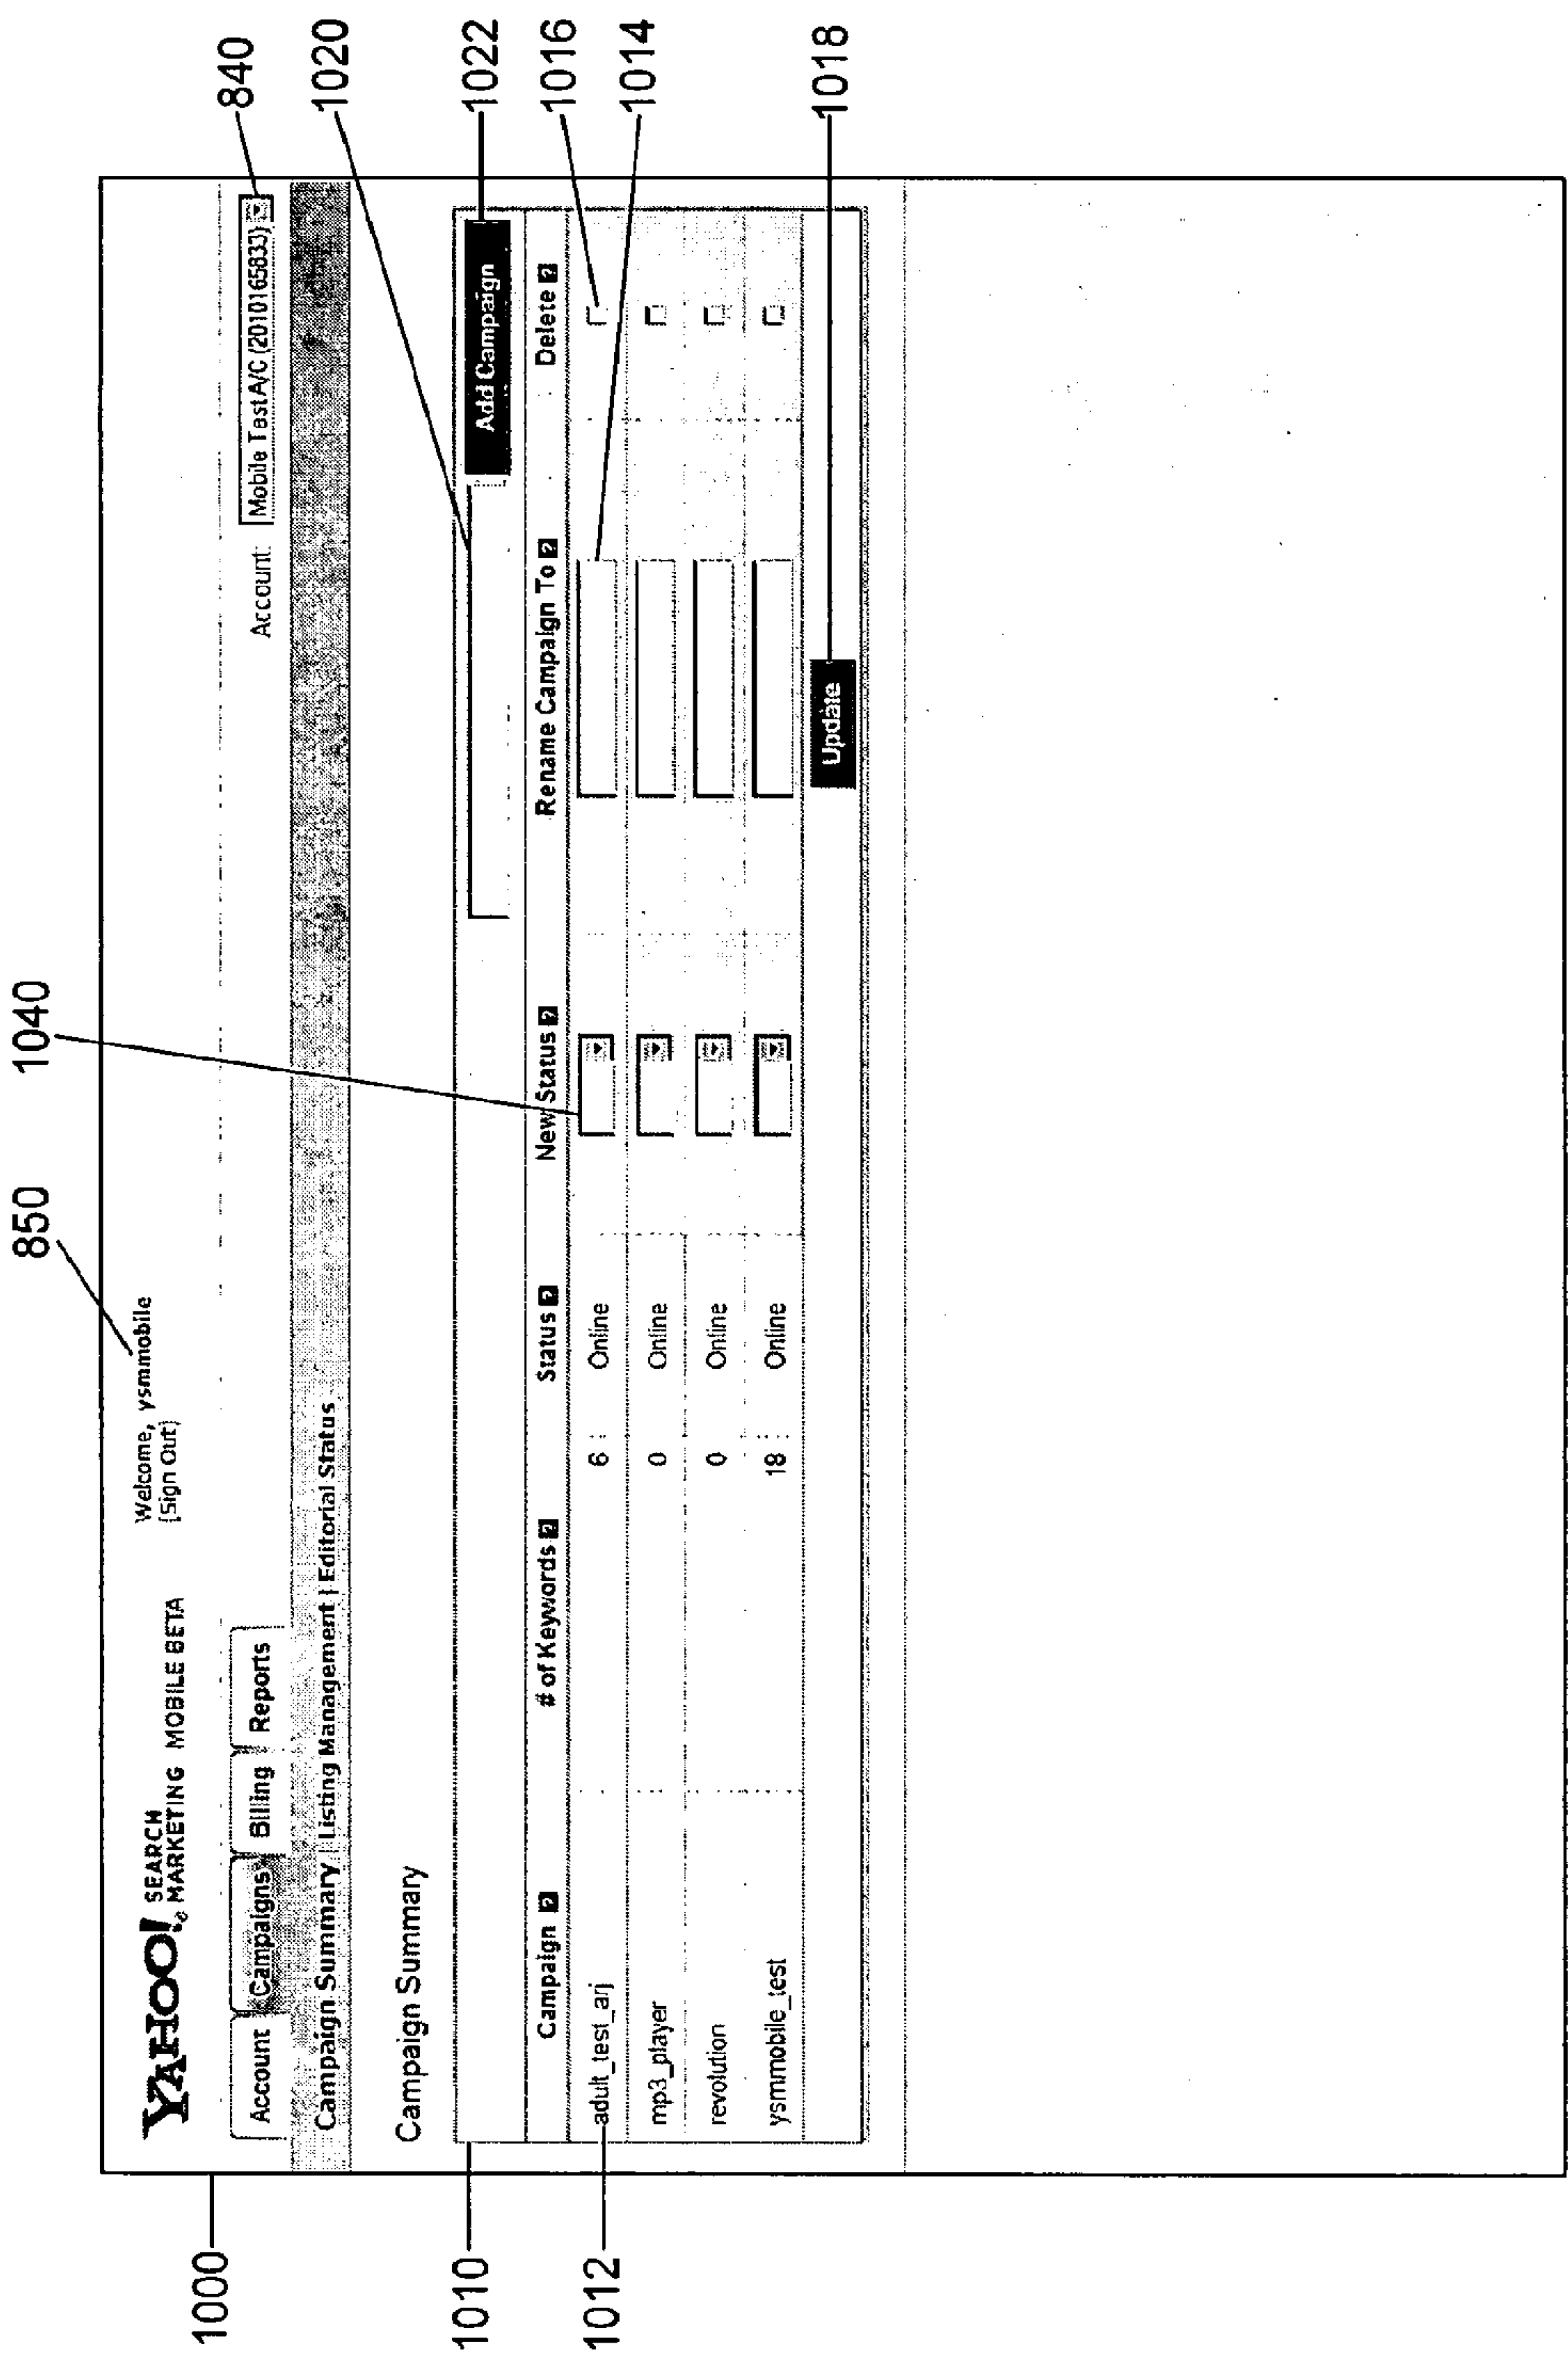 850
1040
YAHOO! SEARCH
MARKETING MOBILE BETA
Welcome, ysmmobile
[Sign Out]
1000
Account Campaigns Billing Reports
Account: Mobile Test A/C (2010165833)
840
Campaign Summary | Listing Management | Editorial Status
1020
Campaign Summary
1010
Add Campaign
1022
Campaign ? # of Keywords ? Status ? New Status ? Rename Campaign To ? Delete ?
1012
adult_test_arj 6 Online
1016
mp3_player 0 Online
1014
revolution 0 Online
ysmmobile_test 18 Online
Update
1018